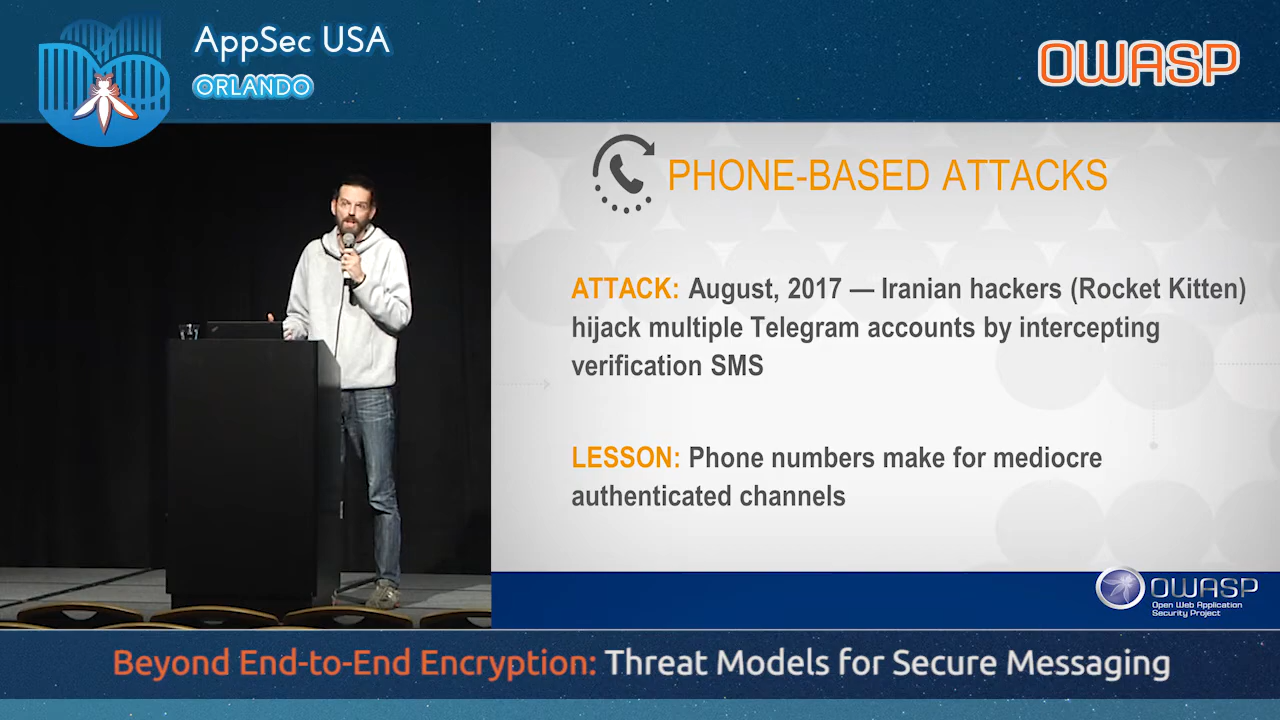 AppSec USA
ORLANDO
OWASP
PHONE-BASED ATTACKS
ATTACK: August, 2017 — Iranian hackers (Rocket Kitten)
hijack multiple Telegram accounts by intercepting
verification SMS
LESSON: Phone numbers make for mediocre
authenticated channels
OWASP
Open Web Application
Security Project
Beyond End-to-End Encryption: Threat Models for Secure Messaging